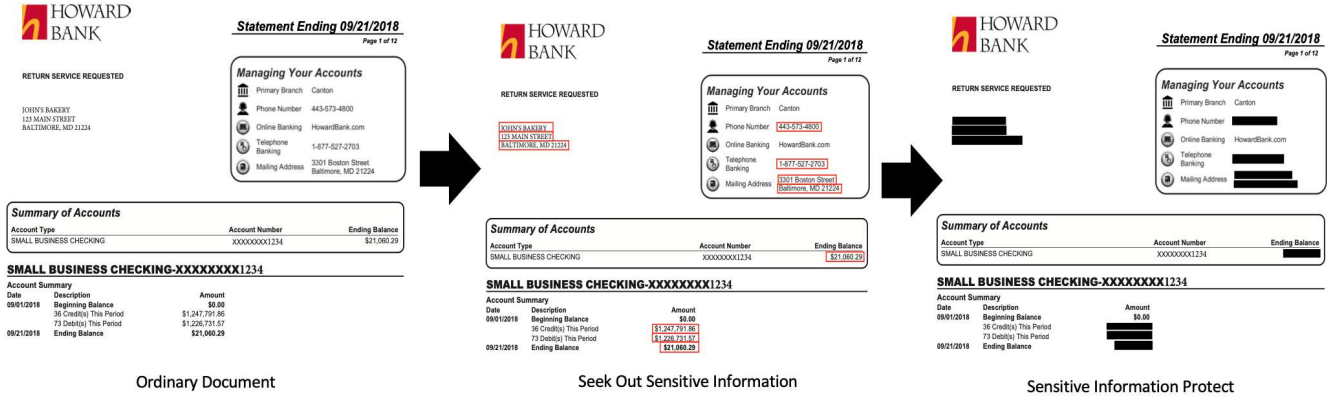 HOWARD
BANK
Statement Ending 09/21/2018
Page 1 of 12
RETURN SERVICE REQUESTED
JOHN'S BAKERY
123 MAIN STREET
BALTIMORE, MD 21224
Managing Your Accounts
Primary Branch Canton
Phone Number 443-573-4800
Online Banking HowardBank.com
Telephone
Banking 1-877-527-2703
Mailing Address 3301 Boston Street
Baltimore, MD 21224
Summary of Accounts
Account Type Account Number Ending Balance
SMALL BUSINESS CHECKING XXXXXXXX1234 $21,060.29
SMALL BUSINESS CHECKING-XXXXXXXX1234
Account Summary
Date Description Amount
09/01/2018 Beginning Balance $0.00
36 Credit(s) This Period $1,247,791.86
73 Debit(s) This Period $1,226,731.57
09/21/2018 Ending Balance $21,060.29
Ordinary Document
HOWARD
BANK
Statement Ending 09/21/2018
Page 1 of 12
RETURN SERVICE REQUESTED
JOHN'S BAKERY
123 MAIN STREET
BALTIMORE, MD 21224
Managing Your Accounts
Primary Branch Canton
Phone Number 443-573-4800
Online Banking HowardBank.com
Telephone
Banking 1-877-527-2703
Mailing Address 3301 Boston Street
Baltimore, MD 21224
Summary of Accounts
Account Type Account Number Ending Balance
SMALL BUSINESS CHECKING XXXXXXXX1234 $21,060.29
SMALL BUSINESS CHECKING-XXXXXXXX1234
Account Summary
Date Description Amount
09/01/2018 Beginning Balance $0.00
36 Credit(s) This Period $1,247,791.86
73 Debit(s) This Period $1,226,731.57
09/21/2018 Ending Balance $21,060.29
Seek Out Sensitive Information
HOWARD
BANK
Statement Ending 09/21/2018
Page 1 of 12
RETURN SERVICE REQUESTED
Managing Your Accounts
Primary Branch Canton
Phone Number
Online Banking HowardBank.com
Telephone
Banking
Mailing Address
Summary of Accounts
Account Type Account Number Ending Balance
SMALL BUSINESS CHECKING XXXXXXXX1234
SMALL BUSINESS CHECKING-XXXXXXXX1234
Account Summary
Date Description Amount
09/01/2018 Beginning Balance $0.00
36 Credit(s) This Period
73 Debit(s) This Period
09/21/2018 Ending Balance
Sensitive Information Protect